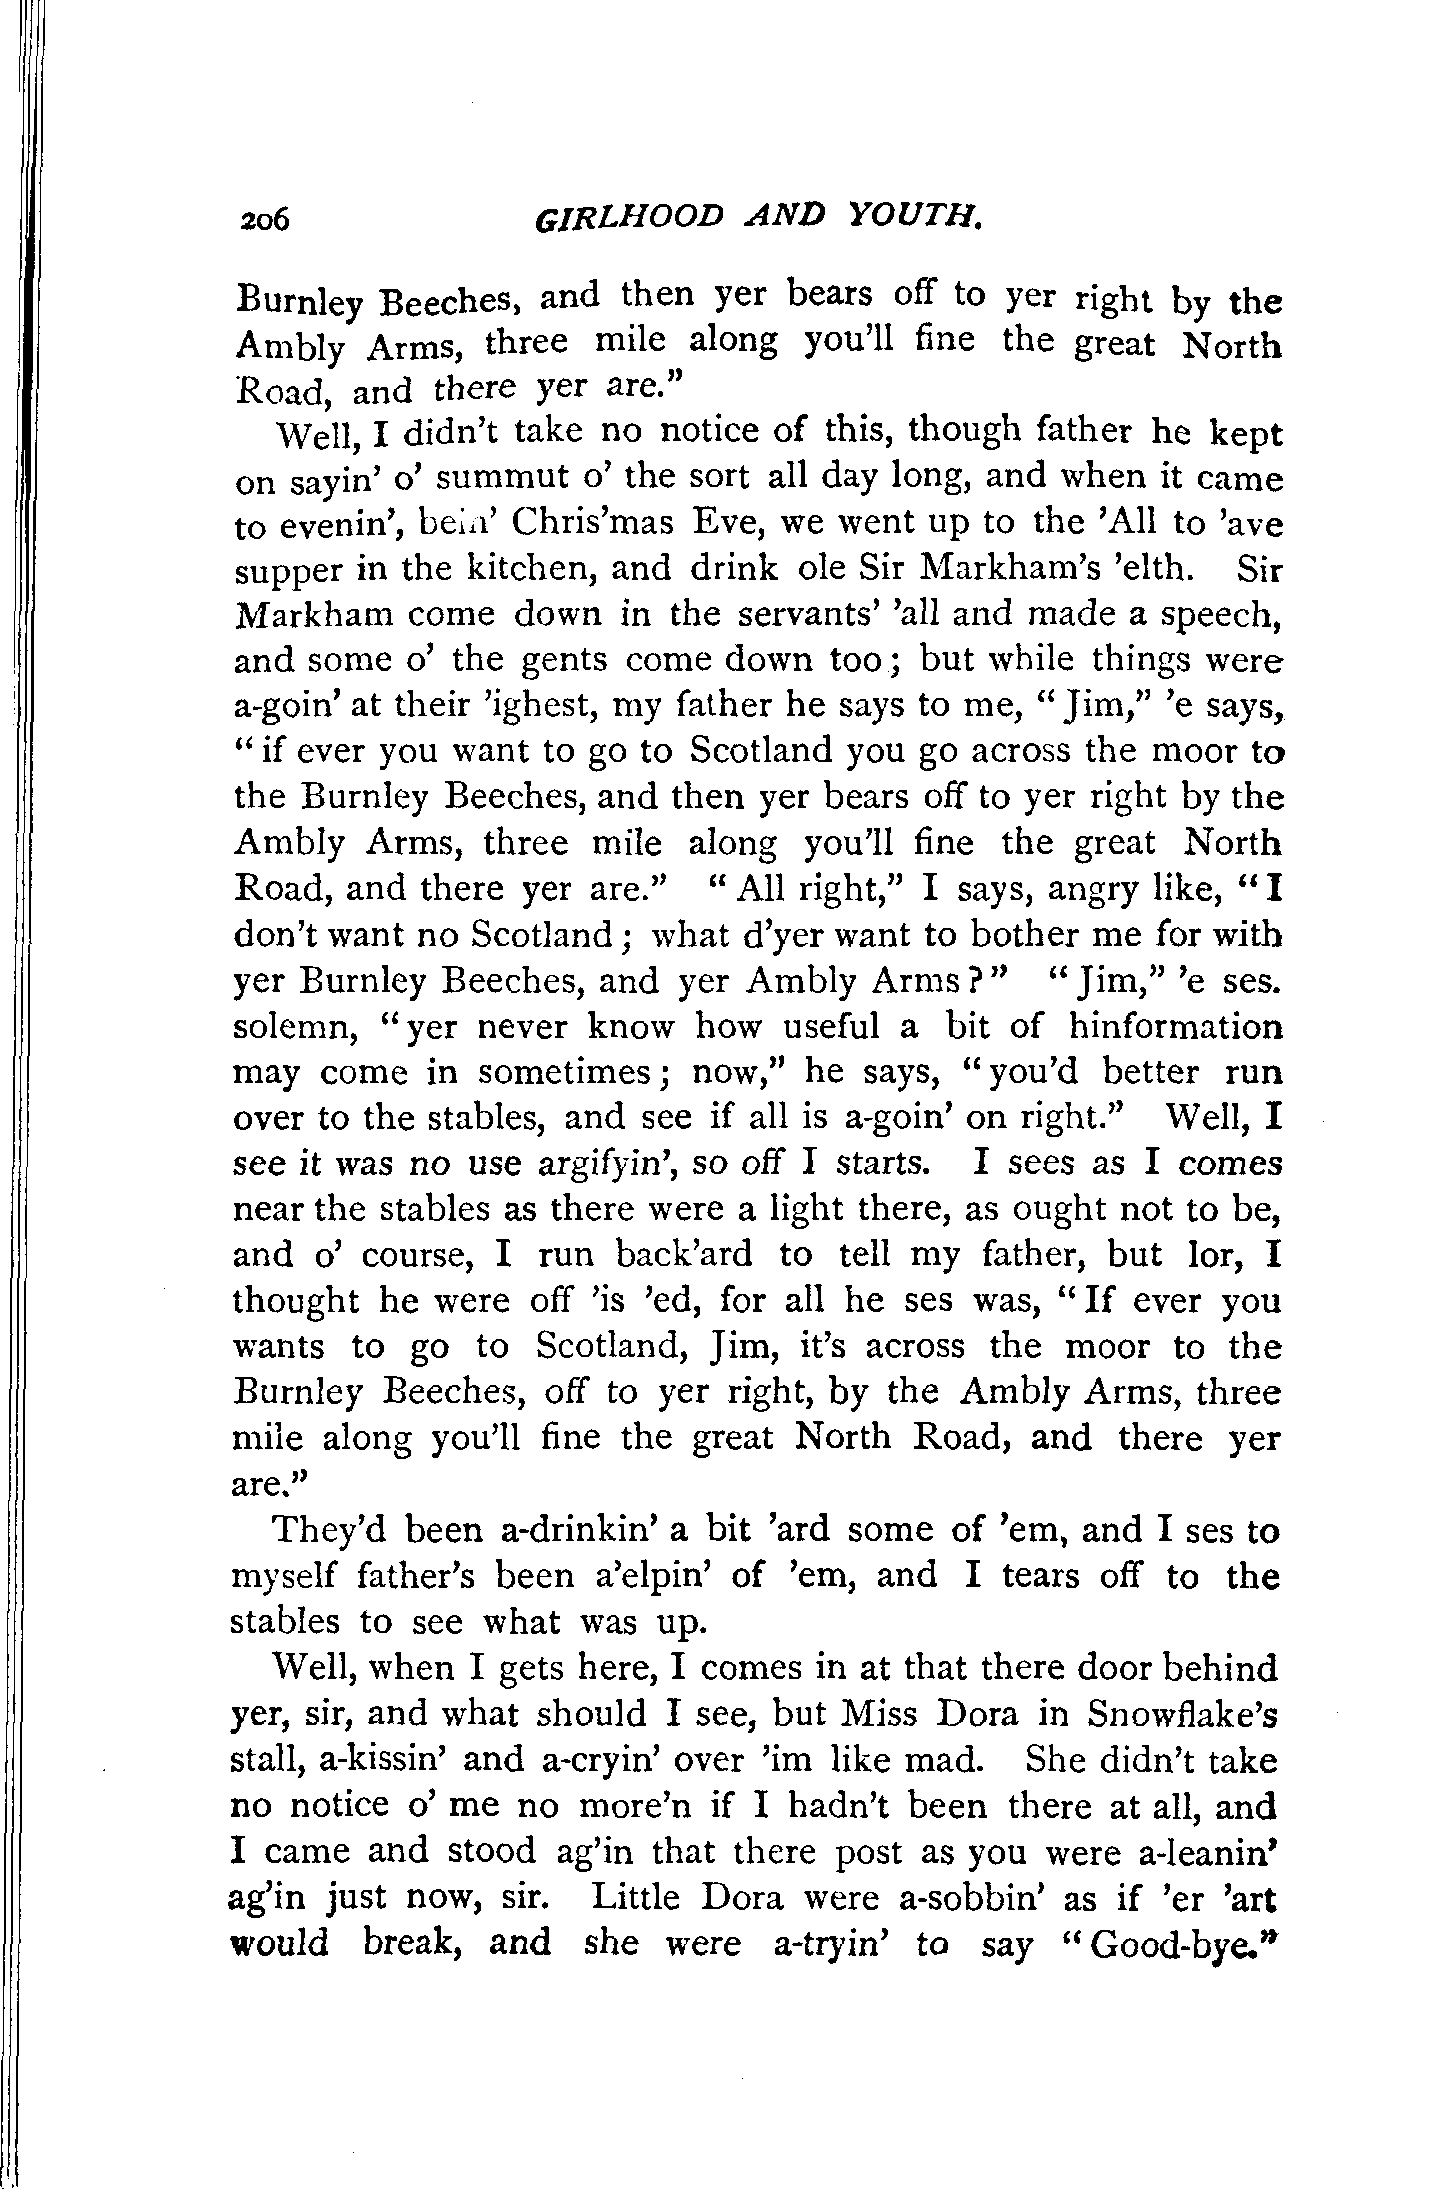 206 GIRLHOOD AND YOUTH.
Burnley Beeches, and then yer bears off to yer right by the
Ambly Arms, three mile along you'll fine the great North
Road, and there yer are."
Well, I didn't take no notice of this, though father he kept
on sayin' o' summut o' the sort all day long, and when it came
to evenin', bein' Chris'mas Eve, we went up to the 'All to 'ave
supper in the kitchen, and drink ole Sir Markham's 'elth. Sir
Markham come down in the servants' 'all and made a speech,
and some o' the gents come down too; but while things were
a-goin' at their 'ighest, my father he says to me, "Jim," 'e says,
"if ever you want to go to Scotland you go across the moor to
the Burnley Beeches, and then yer bears off to yer right by the
Ambly Arms, three mile along you'll fine the great North
Road, and there yer are." "All right," I says, angry like, "I
don't want no Scotland; what d'yer want to bother me for with
yer Burnley Beeches, and yer Ambly Arms?" "Jim," 'e ses.
solemn, "yer never know how useful a bit of hinformation
may come in sometimes; now," he says, "you'd better run
over to the stables, and see if all is a-goin' on right." Well, I
see it was no use argifyin', so off I starts. I sees as I comes
near the stables as there were a light there, as ought not to be,
and o' course, I run back'ard to tell my father, but lor, I
thought he were off 'is 'ed, for all he ses was, "If ever you
wants to go to Scotland, Jim, it's across the moor to the
Burnley Beeches, off to yer right, by the Ambly Arms, three
mile along you'll fine the great North Road, and there yer
are."
They'd been a-drinkin' a bit 'ard some of 'em, and I ses to
myself father's been a'elpin' of 'em, and I tears off to the
stables to see what was up.
Well, when I gets here, I comes in at that there door behind
yer, sir, and what should I see, but Miss Dora in Snowflake's
stall, a-kissin' and a-cryin' over 'im like mad. She didn't take
no notice o' me no more'n if I hadn't been there at all, and
I came and stood ag'in that there post as you were a-leanin'
ag'in just now, sir. Little Dora were a-sobbin' as if 'er 'art
would break, and she were a-tryin' to say "Good-bye."